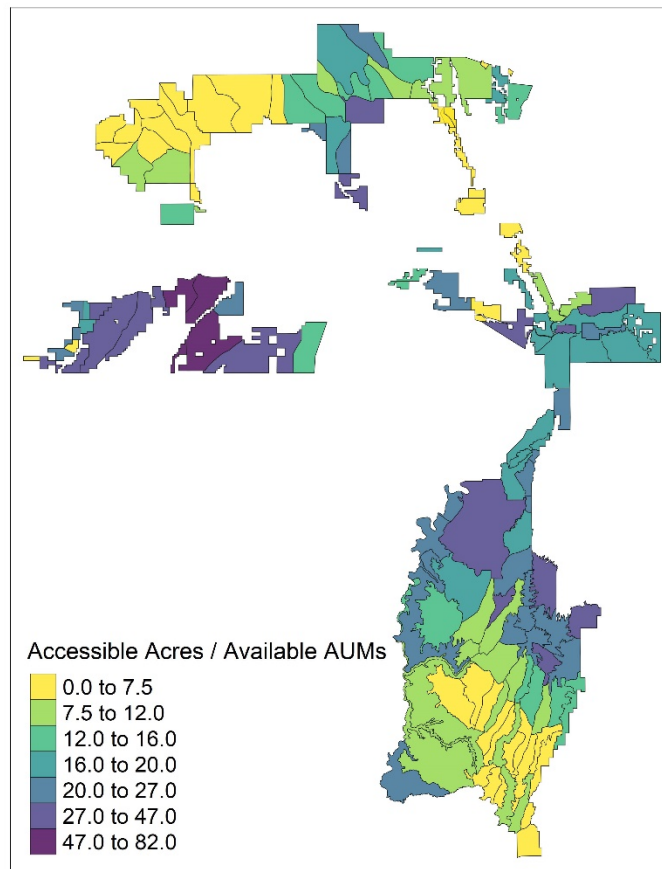 Accessible Acres / Available AUMs
0.0 to 7.5
7.5 to 12.0
12.0 to 16.0
16.0 to 20.0
20.0 to 27.0
27.0 to 47.0
47.0 to 82.0